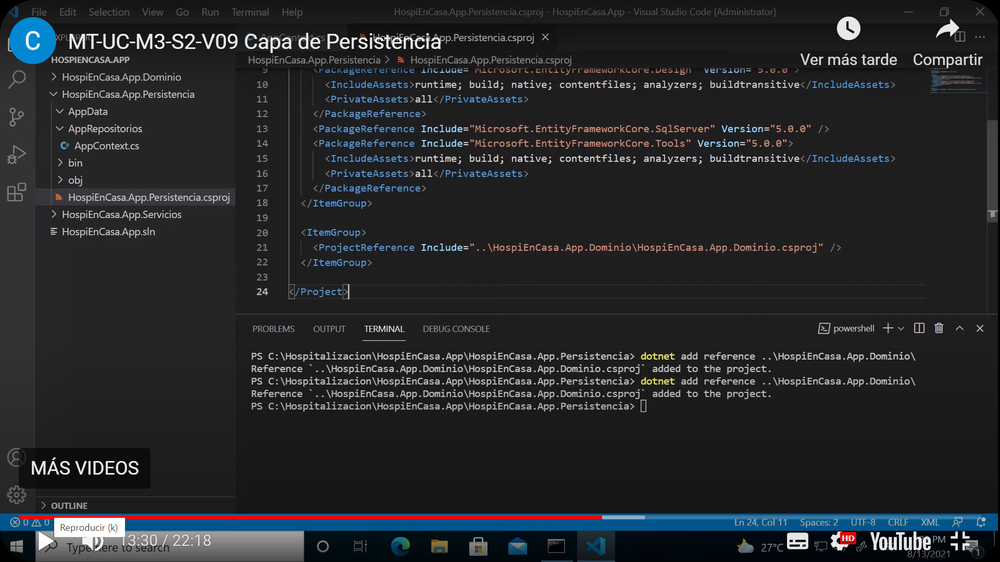 File Edit Selection View Go Run Terminal Help
HospiEnCasa.App.Persistencia.csproj - HospiEnCasa.App - Visual Studio Code [Administrator]
C
MT-UC-M3-S2-V09 Capa de Persistencia
AppContext.cs
HospiEnCasa.App.Persistencia.csproj
Ver más tarde
Compartir
HOSPIENCASA.APP
HospiEnCasa.App.Dominio
HospiEnCasa.App.Persistencia
AppData
AppRepositorios
AppContext.cs
bin
obj
HospiEnCasa.App.Persistencia.csproj
HospiEnCasa.App.Servicios
HospiEnCasa.App.sln
OUTLINE
HospiEnCasa.App.Persistencia > HospiEnCasa.App.Persistencia.csproj
9 <PackageReference Include="Microsoft.EntityFrameworkCore.Design" Version="5.0.0">
10 <IncludeAssets>runtime; build; native; contentfiles; analyzers; buildtransitive</IncludeAssets>
11 <PrivateAssets>all</PrivateAssets>
12 </PackageReference>
13 <PackageReference Include="Microsoft.EntityFrameworkCore.SqlServer" Version="5.0.0" />
14 <PackageReference Include="Microsoft.EntityFrameworkCore.Tools" Version="5.0.0">
15 <IncludeAssets>runtime; build; native; contentfiles; analyzers; buildtransitive</IncludeAssets>
16 <PrivateAssets>all</PrivateAssets>
17 </PackageReference>
18 </ItemGroup>
19
20 <ItemGroup>
21 <ProjectReference Include="..\HospiEnCasa.App.Dominio\HospiEnCasa.App.Dominio.csproj" />
22 </ItemGroup>
23
24 </Project>
PROBLEMS OUTPUT TERMINAL DEBUG CONSOLE
powershell
PS C:\Hospitalizacion\HospiEnCasa.App\HospiEnCasa.App.Persistencia> dotnet add reference ..\HospiEnCasa.App.Dominio\
Reference `..\HospiEnCasa.App.Dominio\HospiEnCasa.App.Dominio.csproj` added to the project.
PS C:\Hospitalizacion\HospiEnCasa.App\HospiEnCasa.App.Persistencia> dotnet add reference ..\HospiEnCasa.App.Dominio\
Reference `..\HospiEnCasa.App.Dominio\HospiEnCasa.App.Dominio.csproj` added to the project.
PS C:\Hospitalizacion\HospiEnCasa.App\HospiEnCasa.App.Persistencia>
MÁS VIDEOS
0 0
Ln 24, Col 11 Spaces: 2 UTF-8 CRLF XML
Reproducir (k)
13:30 / 22:18
Type here to search
27°C
HD
YouTube
PM
8/13/2021
1